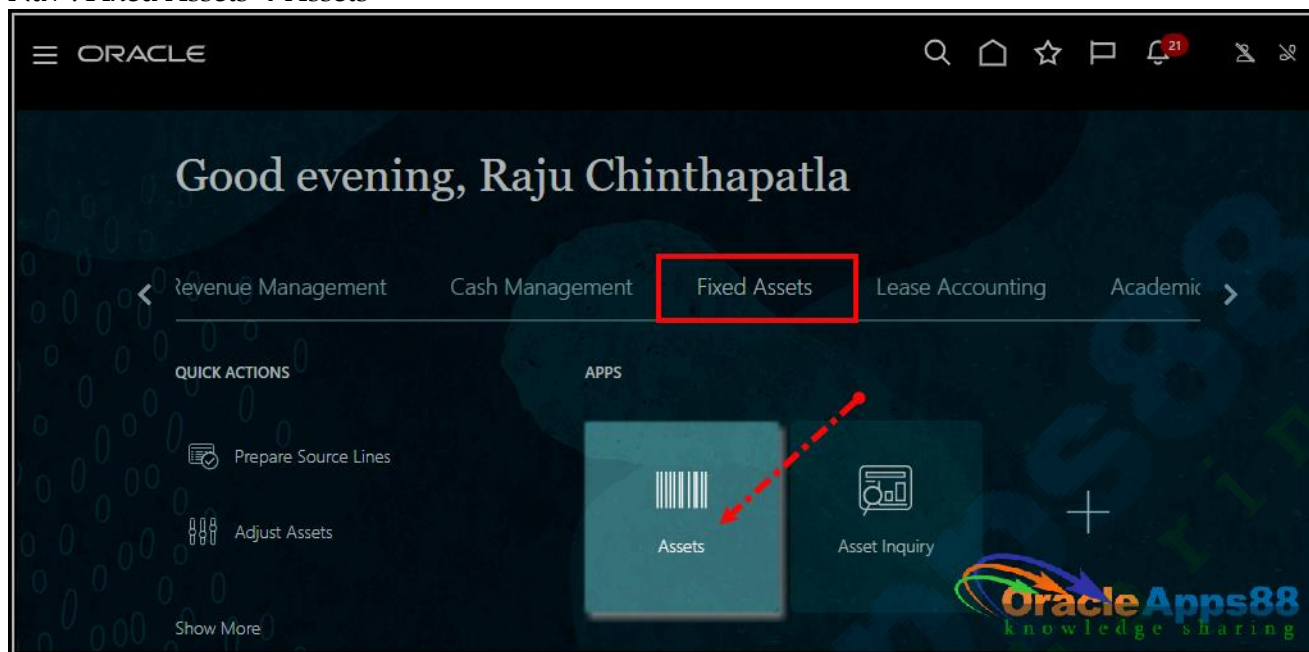 ORACLE
21
Good evening, Raju Chinthapatla
Revenue Management Cash Management Fixed Assets Lease Accounting Academic
QUICK ACTIONS
APPS
Prepare Source Lines
Adjust Assets
Assets
Asset Inquiry
Show More
OracleApps88
knowledge sharing